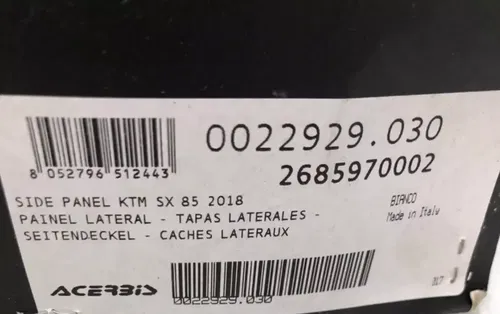 0022929.030
2685970002
8 052796 512443
SIDE PANEL KTM SX 85 2018
PAINEL LATERAL - TAPAS LATERALES -
SEITENDECKEL - CACHES LATERAUX
BIANCO
Made in Italy
ACERBIS
0022929.030